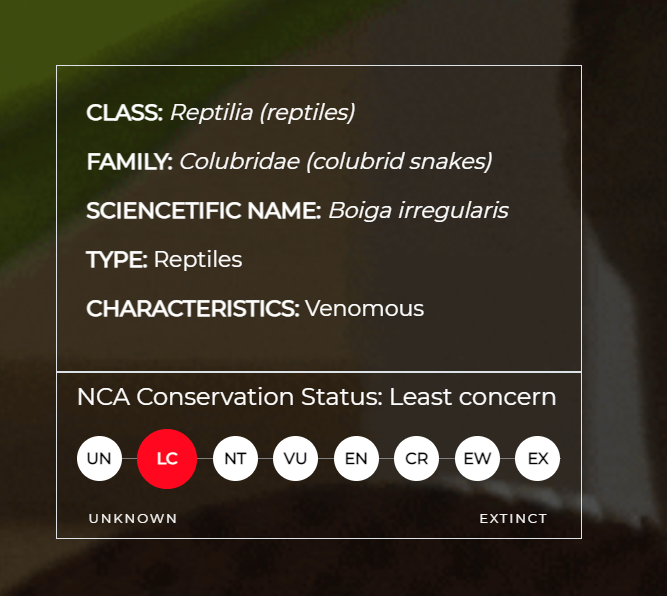 CLASS: Reptilia (reptiles)
FAMILY: Colubridae (colubrid snakes)
SCIENCETIFIC NAME: Boiga irregularis
TYPE: Reptiles
CHARACTERISTICS: Venomous
NCA Conservation Status: Least concern
UN LC NT VU EN CR EW EX
UNKNOWN EXTINCT